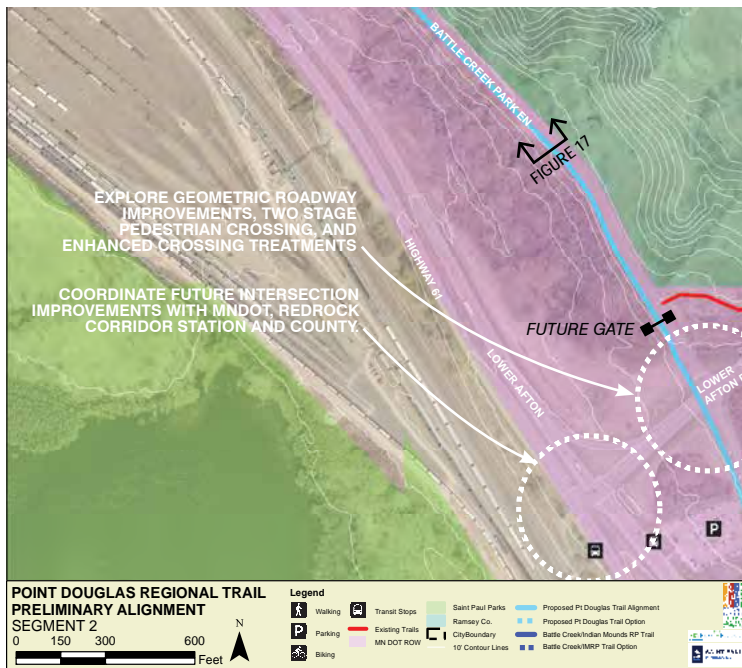 BATTLE CREEK PARK EN
FIGURE 17
EXPLORE GEOMETRIC ROADWAY
IMPROVEMENTS, TWO STAGE
PEDESTRIAN CROSSING, AND
ENHANCED CROSSING TREATMENTS
HIGHWAY 61
COORDINATE FUTURE INTERSECTION
IMPROVEMENTS WITH MNDOT, REDROCK
CORRIDOR STATION AND COUNTY.
FUTURE GATE
LOWER AFTON
LOWER
AFTON
P
POINT DOUGLAS REGIONAL TRAIL
PRELIMINARY ALIGNMENT
SEGMENT 2
0 150 300 600
Feet
N
Legend
Walking
P Parking
Biking
Transit Stops
Existing Trails
MN DOT ROW
Saint Paul Parks
Ramsey Co.
CityBoundary
10' Contour Lines
Proposed Pt Douglas Trail Alignment
Proposed Pt Douglas Trail Option
Battle Creek/Indian Mounds RP Trail
Battle Creek/IMRP Trail Option